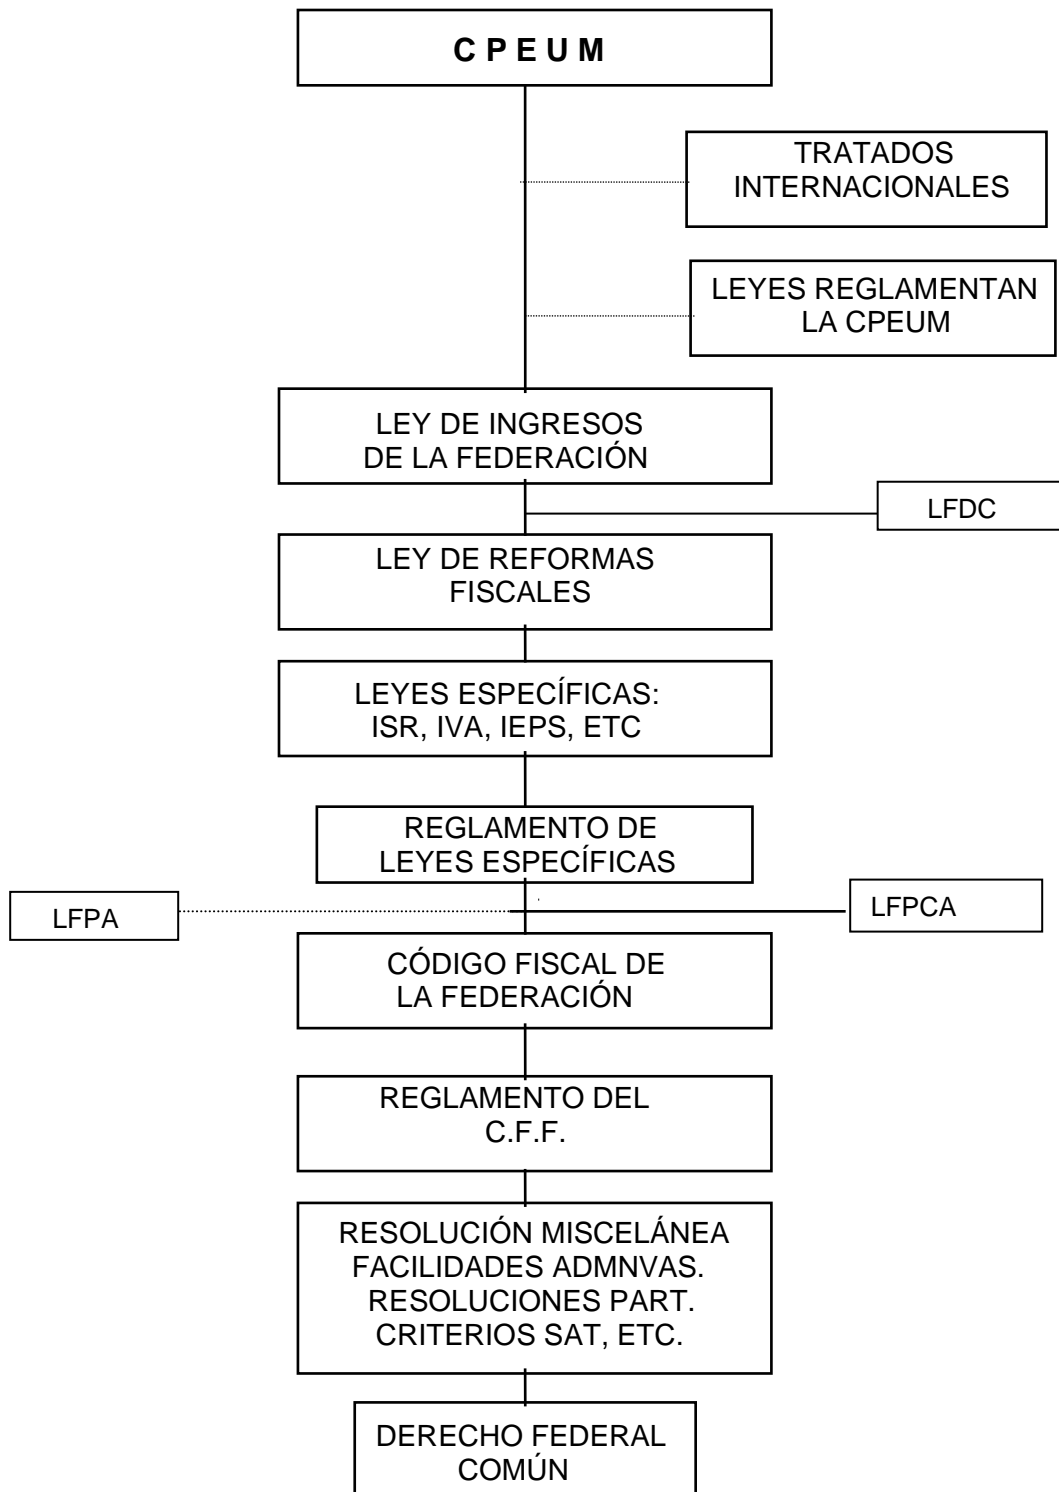 C P E U M
TRATADOS
INTERNACIONALES
LEYES REGLAMENTAN
LA CPEUM
LEY DE INGRESOS
DE LA FEDERACIÓN
LFDC
LEY DE REFORMAS
FISCALES
LEYES ESPECÍFICAS:
ISR, IVA, IEPS, ETC
REGLAMENTO DE
LEYES ESPECÍFICAS
LFPA
LFPCA
CÓDIGO FISCAL DE
LA FEDERACIÓN
REGLAMENTO DEL
C.F.F.
RESOLUCIÓN MISCELÁNEA
FACILIDADES ADMNVAS.
RESOLUCIONES PART.
CRITERIOS SAT, ETC.
DERECHO FEDERAL
COMÚN